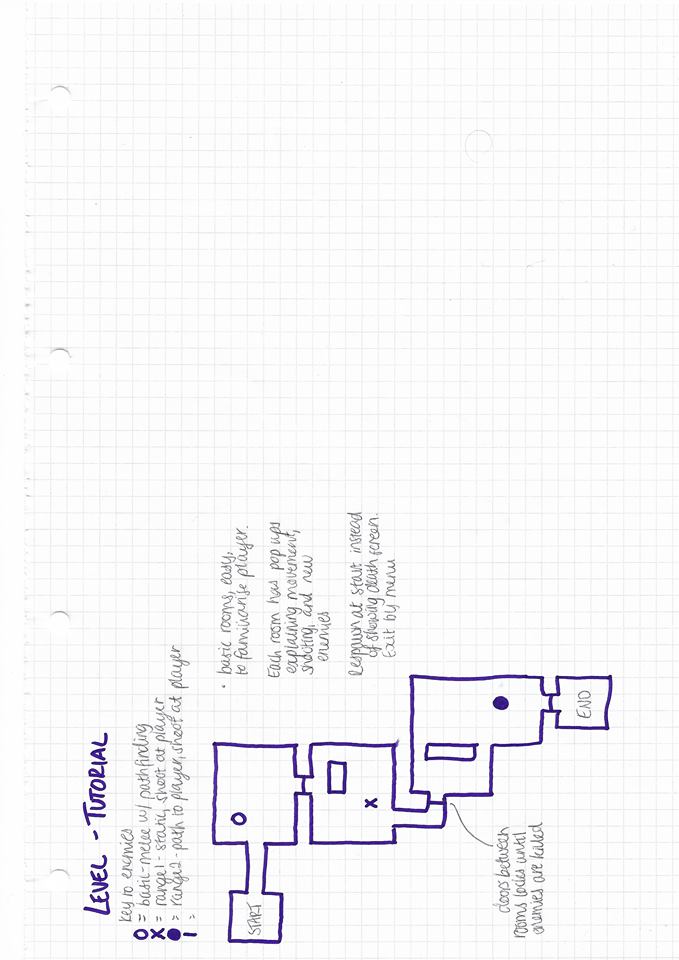 LEVEL - TUTORIAL
Key to enemies
O = basic-melee w/ pathfinding
X = range1 - static, shoot at player
● = range2 - path to player, shoot at player
| =
START
• basic rooms, easy,
to familiarise player.
Each room has pop ups
explaining movement,
shooting, and new
enemies
Respawn at start instead
of showing death screen.
Exit by menu
doors between
rooms locks until
enemies are killed
END